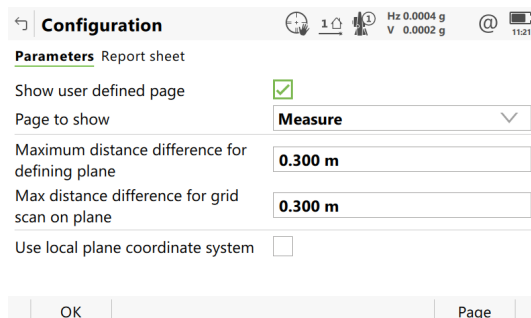 Configuration
1
1
Hz 0.0004 g
V 0.0002 g
@
11:21
Parameters Report sheet
Show user defined page
Page to show Measure
Maximum distance difference for
defining plane
0.300 m
Max distance difference for grid
scan on plane
0.300 m
Use local plane coordinate system
OK Page